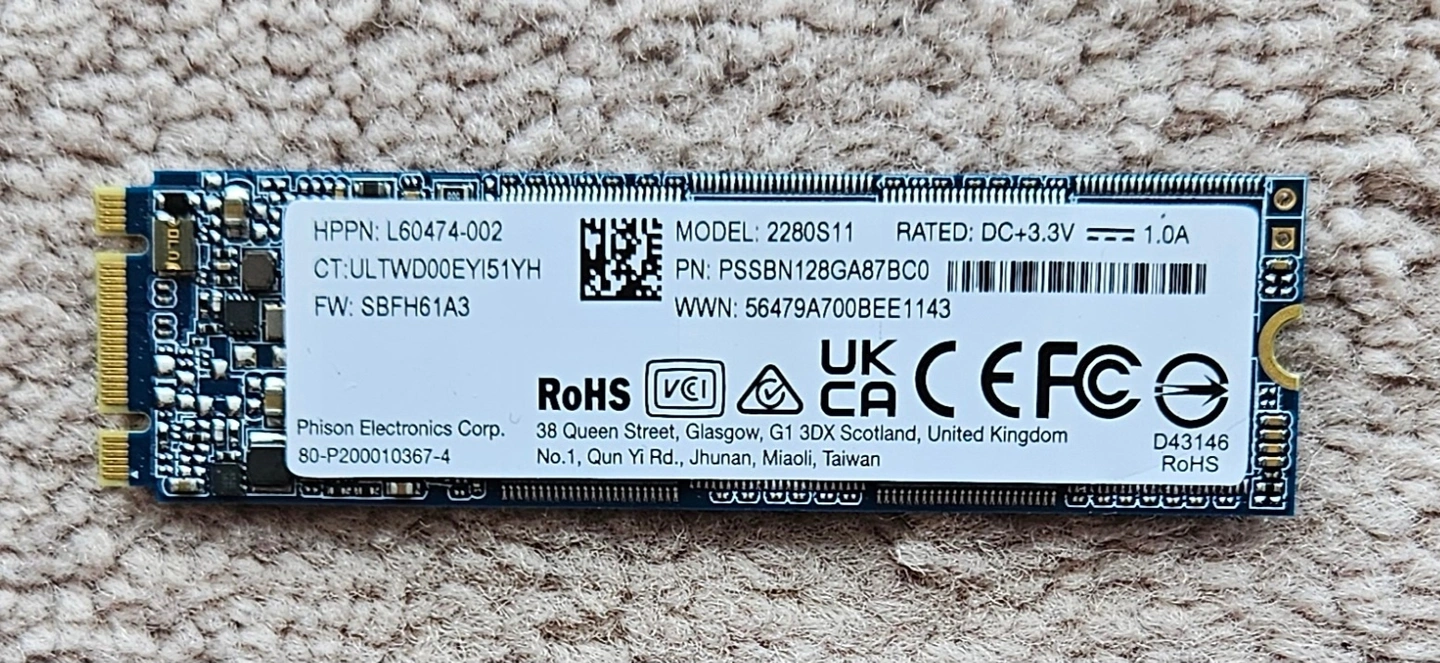 HPPN: L60474-002
CT:ULTWD00EYI51YH
FW: SBFH61A3
MODEL: 2280S11 RATED: DC+3.3V 1.0A
PN: PSSBN128GA87BC0
WWN: 56479A700BEE1143
RoHS VCI UK CA CE FC
Phison Electronics Corp.
80-P200010367-4
38 Queen Street, Glasgow, G1 3DX Scotland, United Kingdom
No.1, Qun Yi Rd., Jhunan, Miaoli, Taiwan
D43146
RoHS